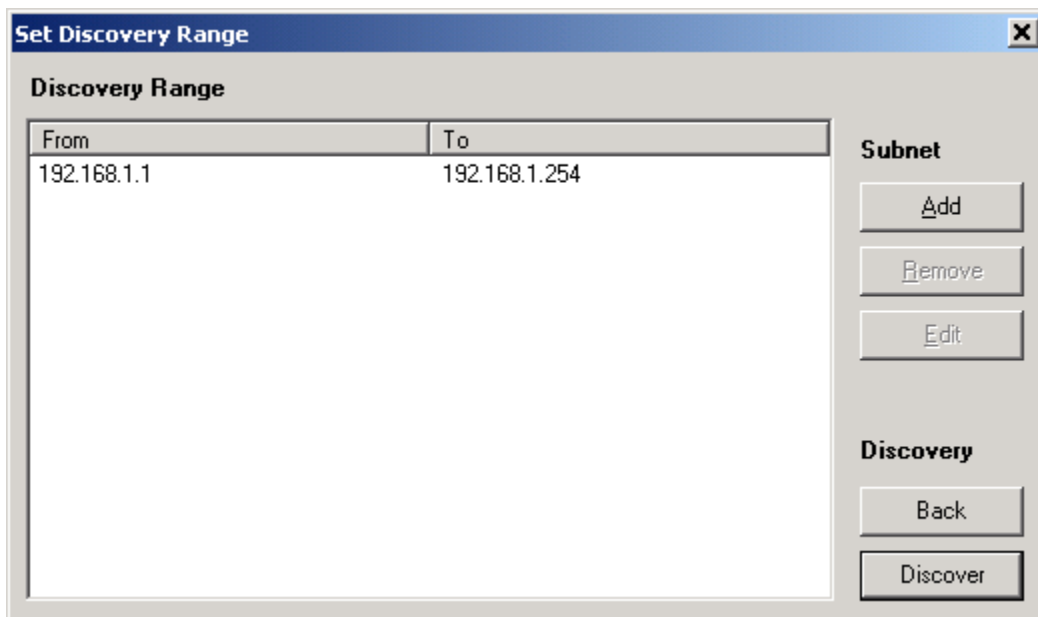 Set Discovery Range
Discovery Range
From To
192.168.1.1 192.168.1.254
Subnet
Add
Remove
Edit
Discovery
Back
Discover